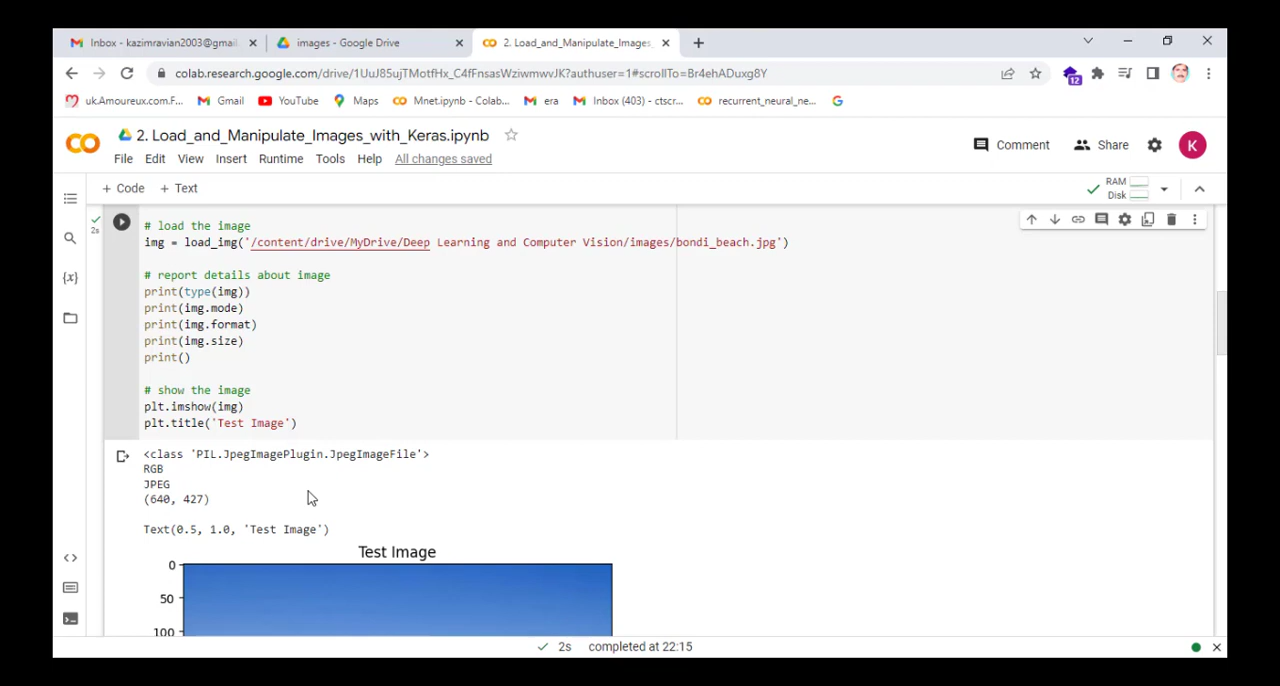 Inbox - kazimravian2003@gmail.
images - Google Drive
2. Load_and_Manipulate_Images_
colab.research.google.com/drive/1UuJ85ujTMotfHx_C4fFnsasWziwmwvJK?authuser=1#scrollTo=Br4ehADuxg8Y
12
uk.Amoureux.com.F... Gmail YouTube Maps Mnet.ipynb - Colab... era Inbox (403) - ctscr... recurrent_neural_ne...
2. Load_and_Manipulate_Images_with_Keras.ipynb
File Edit View Insert Runtime Tools Help All changes saved
Comment Share K
+ Code + Text
RAM
Disk
2s
# load the image
img = load_img('/content/drive/MyDrive/Deep Learning and Computer Vision/images/bondi_beach.jpg')
# report details about image
print(type(img))
print(img.mode)
print(img.format)
print(img.size)
print()
# show the image
plt.imshow(img)
plt.title('Test Image')
<class 'PIL.JpegImagePlugin.JpegImageFile'>
RGB
JPEG
(640, 427)
Text(0.5, 1.0, 'Test Image')
Test Image
0
50
100
2s completed at 22:15